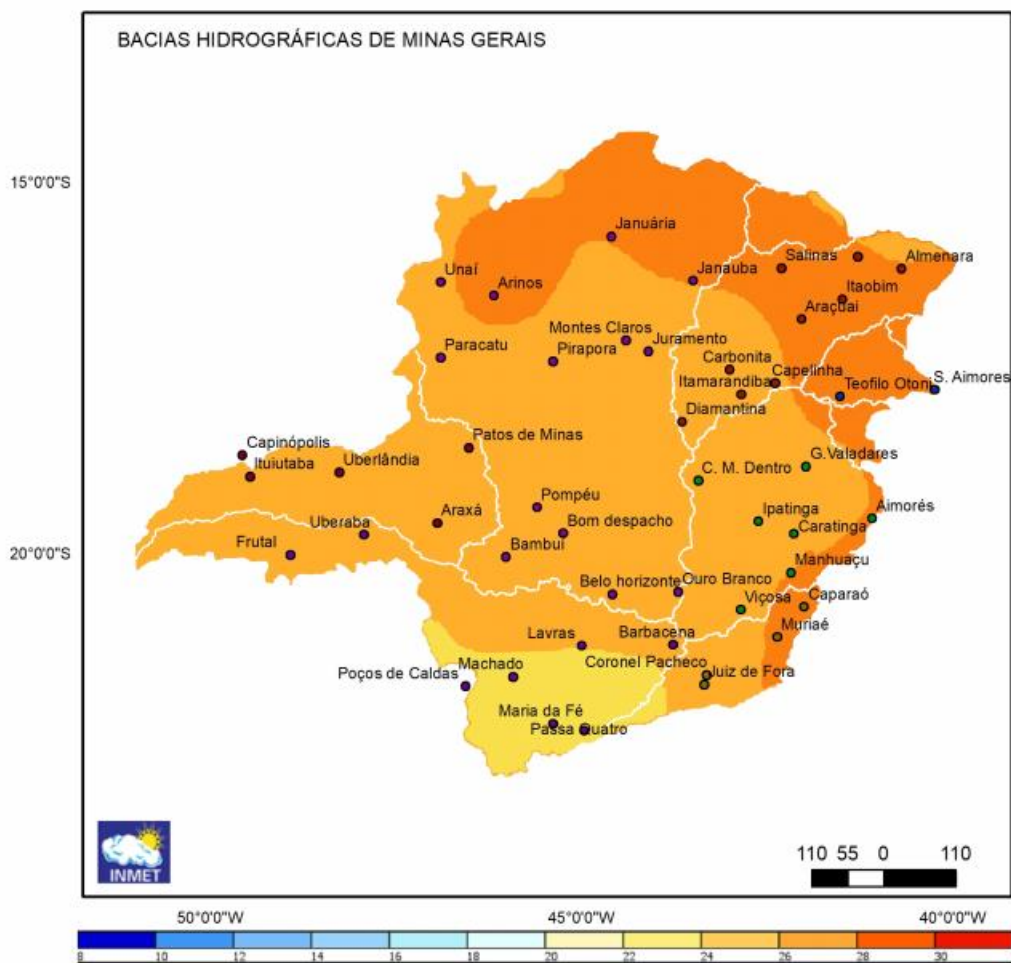 BACIAS HIDROGRÁFICAS DE MINAS GERAIS
15°0'0"S
Januária
Unaí
Arinos
Janauba
Salinas
Almenara
Itaobim
Araçuai
Montes Claros
Juramento
Paracatu
Pirapora
Carbonita
Capelinha
Itamarandiba
Teofilo Otoni
S. Aimores
Diamantina
Patos de Minas
Capinópolis
Ituiutaba
Uberlândia
C. M. Dentro
G.Valadares
Pompéu
Araxá
Ipatinga
Aimorés
Uberaba
Bom despacho
Caratinga
20°0'0"S
Frutal
Bambuí
Manhuaçu
Belo horizonte
Ouro Branco
Viçosa
Caparaó
Lavras
Barbacena
Muriaé
Machado
Coronel Pacheco
Poços de Caldas
Juiz de Fora
Maria da Fé
Passa Quatro
INMET
110 55 0 110
50°0'0"W 45°0'0"W 40°0'0"W
8 10 12 14 16 18 20 22 24 26 28 30